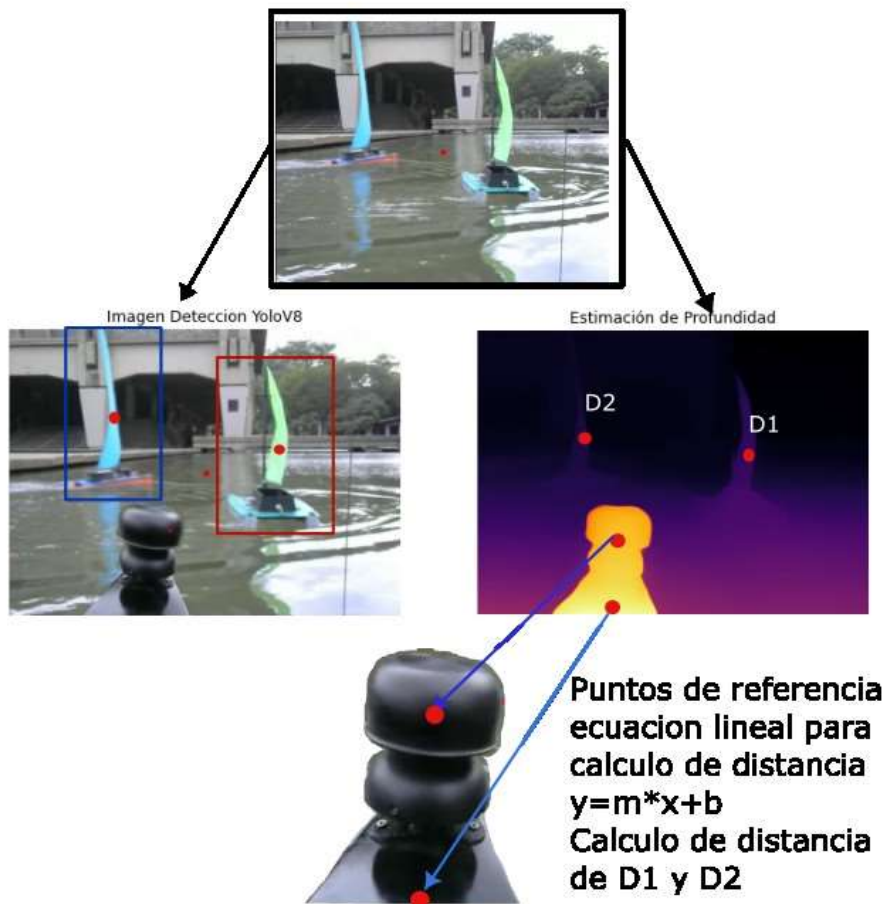 Imagen Deteccion YoloV8
Estimación de Profundidad
D2
D1
Puntos de referencia
ecuacion lineal para
calculo de distancia
y=m*x+b
Calculo de distancia
de D1 y D2